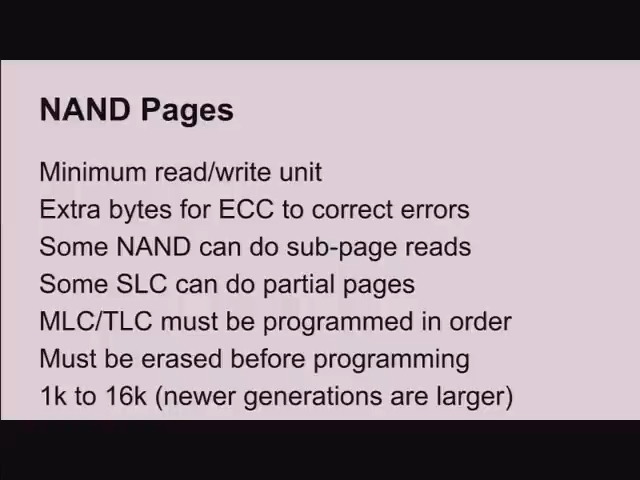 NAND Pages
Minimum read/write unit
Extra bytes for ECC to correct errors
Some NAND can do sub-page reads
Some SLC can do partial pages
MLC/TLC must be programmed in order
Must be erased before programming
1k to 16k (newer generations are larger)